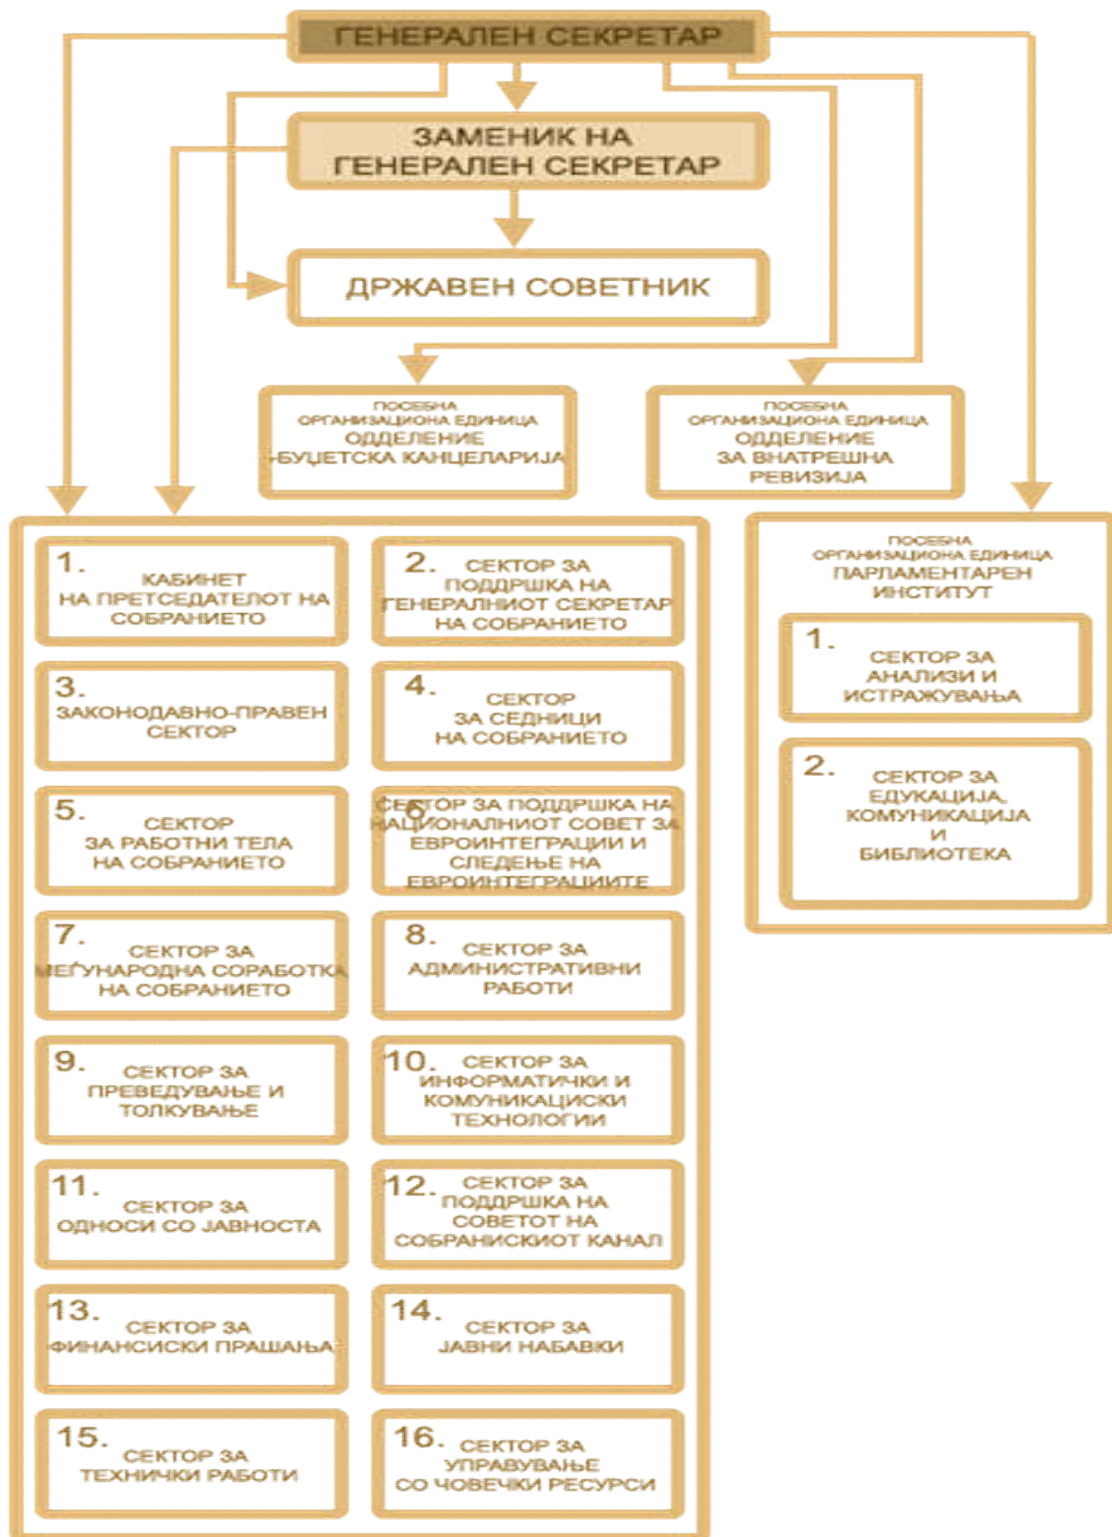 ГЕНЕРАЛЕН СЕКРЕТАР
ЗАМЕНИК НА
ГЕНЕРАЛЕН СЕКРЕТАР
ДРЖАВЕН СОВЕТНИК
ПОСЕБНА
ОРГАНИЗАЦИОНА ЕДИНИЦА
ОДДЕЛЕНИЕ
-БУЏЕТСКА КАНЦЕЛАРИЈА
ПОСЕБНА
ОРГАНИЗАЦИОНА ЕДИНИЦА
ОДДЕЛЕНИЕ
ЗА ВНАТРЕШНА
РЕВИЗИЈА
1.
КАБИНЕТ
НА ПРЕТСЕДАТЕЛОТ НА
СОБРАНИЕТО
2.
СЕКТОР ЗА
ПОДДРШКА НА
ГЕНЕРАЛНИОТ СЕКРЕТАР
НА СОБРАНИЕТО
3.
ЗАКОНОДАВНО-ПРАВЕН
СЕКТОР
4.
СЕКТОР
ЗА СЕДНИЦИ
НА СОБРАНИЕТО
5.
СЕКТОР
ЗА РАБОТНИ ТЕЛА
НА СОБРАНИЕТО
6.
СЕКТОР ЗА ПОДДРШКА НА
НАЦИОНАЛНИОТ СОВЕТ ЗА
ЕВРОИНТЕГРАЦИИ И
СЛЕДЕЊЕ НА
ЕВРОИНТЕГРАЦИИТЕ
7.
СЕКТОР ЗА
МЕЃУНАРОДНА СОРАБОТКА
НА СОБРАНИЕТО
8.
СЕКТОР ЗА
АДМИНИСТРАТИВНИ
РАБОТИ
9.
СЕКТОР ЗА
ПРЕВЕДУВАЊЕ И
ТОЛКУВАЊЕ
10.
СЕКТОР ЗА
ИНФОРМАТИЧКИ И
КОМУНИКАЦИСКИ
ТЕХНОЛОГИИ
11.
СЕКТОР ЗА
ОДНОСИ СО ЈАВНОСТА
12.
СЕКТОР ЗА
ПОДДРШКА НА
СОВЕТОТ НА
СОБРАНИСКИОТ КАНАЛ
13.
СЕКТОР ЗА
ФИНАНСИСКИ ПРАШАЊА
14.
СЕКТОР ЗА
ЈАВНИ НАБАВКИ
15.
СЕКТОР ЗА
ТЕХНИЧКИ РАБОТИ
16.
СЕКТОР ЗА
УПРАВУВАЊЕ
СО ЧОВЕЧКИ РЕСУРСИ
ПОСЕБНА
ОРГАНИЗАЦИОНА ЕДИНИЦА
ПАРЛАМЕНТАРЕН
ИНСТИТУТ
1.
СЕКТОР ЗА
АНАЛИЗИ И
ИСТРАЖУВАЊА
2.
СЕКТОР ЗА
ЕДУКАЦИЈА,
КОМУНИКАЦИЈА
И
БИБЛИОТЕКА